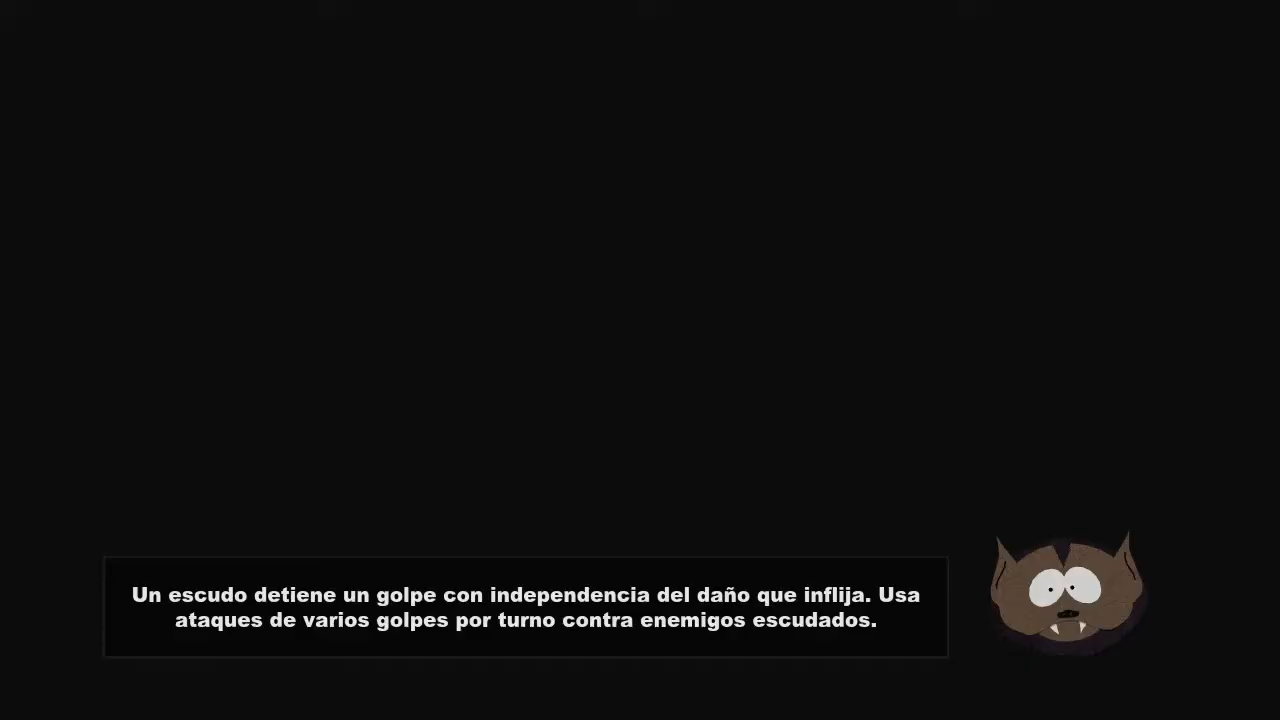 Un escudo detiene un golpe con independencia del daño que inflija. Usa
ataques de varios golpes por turno contra enemigos escudados.